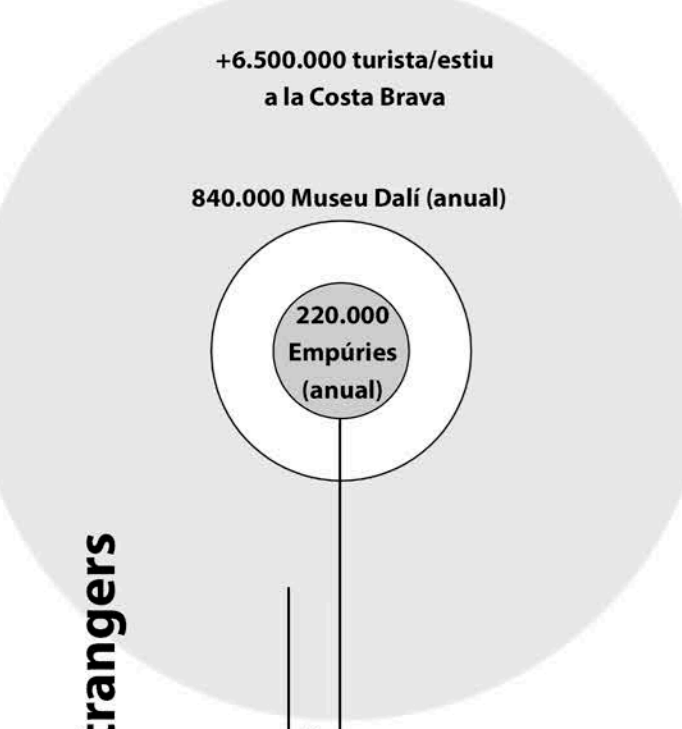 +6.500.000 turista/estiu
a la Costa Brava
840.000 Museu Dalí (anual)
220.000
Empúries
(anual)